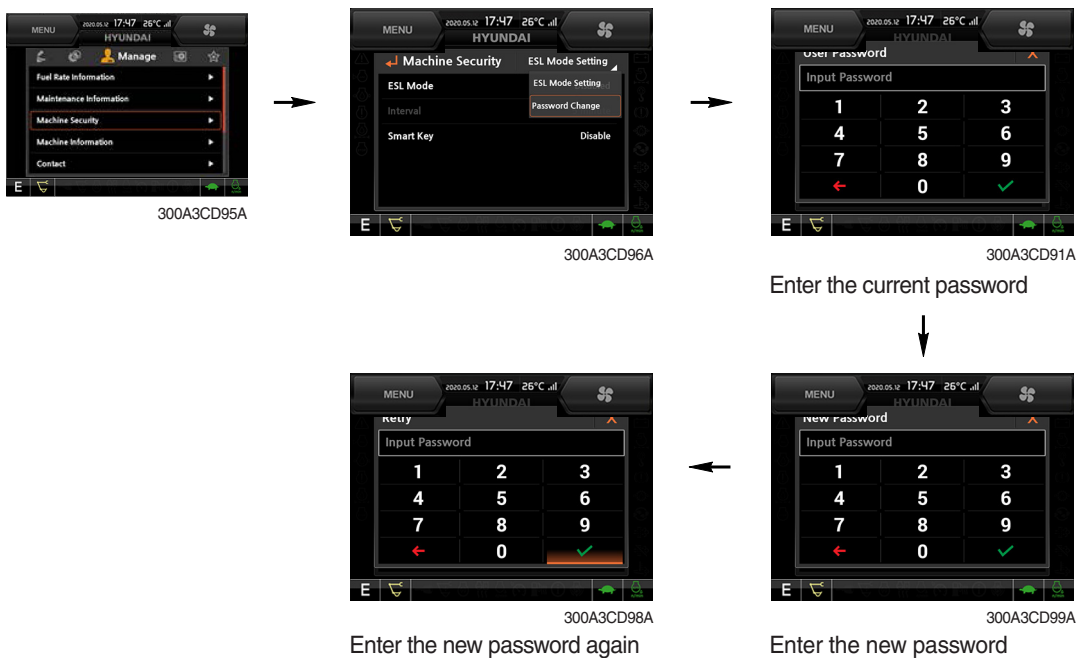 MENU
2020.05.12 17:47 26°C
HYUNDAI
Manage
Fuel Rate Information
Maintenance Information
Machine Security
Machine Information
Contact
E
300A3CD95A
MENU
2020.05.12 17:47 26°C
HYUNDAI
Machine Security ESL Mode Setting
ESL Mode
ESL Mode Setting
Interval
Password Change
Smart Key Disable
E
300A3CD96A
MENU
2020.05.12 17:47 26°C
HYUNDAI
User Password X
Input Password
1 2 3
4 5 6
7 8 9
0
E
300A3CD91A
Enter the current password
MENU
2020.05.12 17:47 26°C
HYUNDAI
New Password X
Input Password
1 2 3
4 5 6
7 8 9
0
E
300A3CD99A
Enter the new password
MENU
2020.05.12 17:47 26°C
HYUNDAI
Retry X
Input Password
1 2 3
4 5 6
7 8 9
0
E
300A3CD98A
Enter the new password again